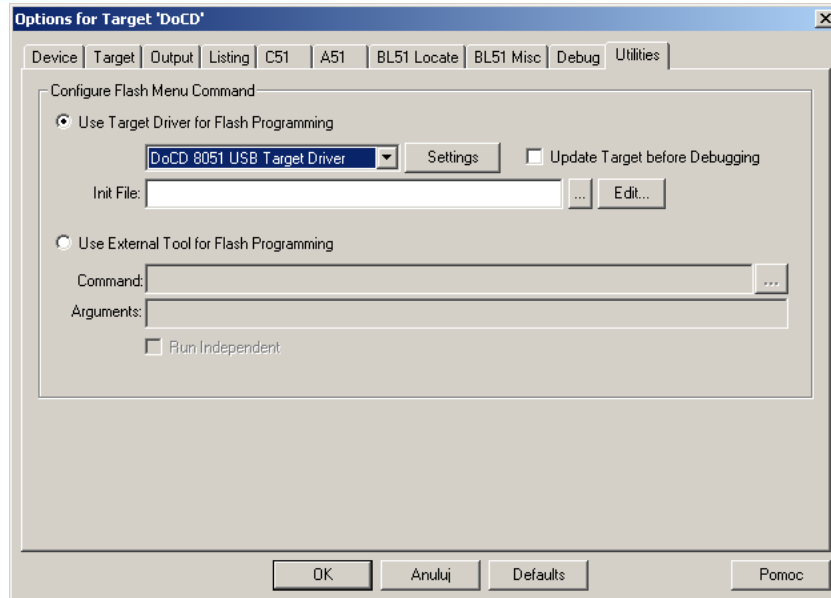 Options for Target 'DoCD'
Device Target Output Listing C51 A51 BL51 Locate BL51 Misc Debug Utilities
Configure Flash Menu Command
Use Target Driver for Flash Programming
DoCD 8051 USB Target Driver Settings Update Target before Debugging
Init File: ... Edit...
Use External Tool for Flash Programming
Command: ...
Arguments:
Run Independent
OK Anuluj Defaults Pomoc